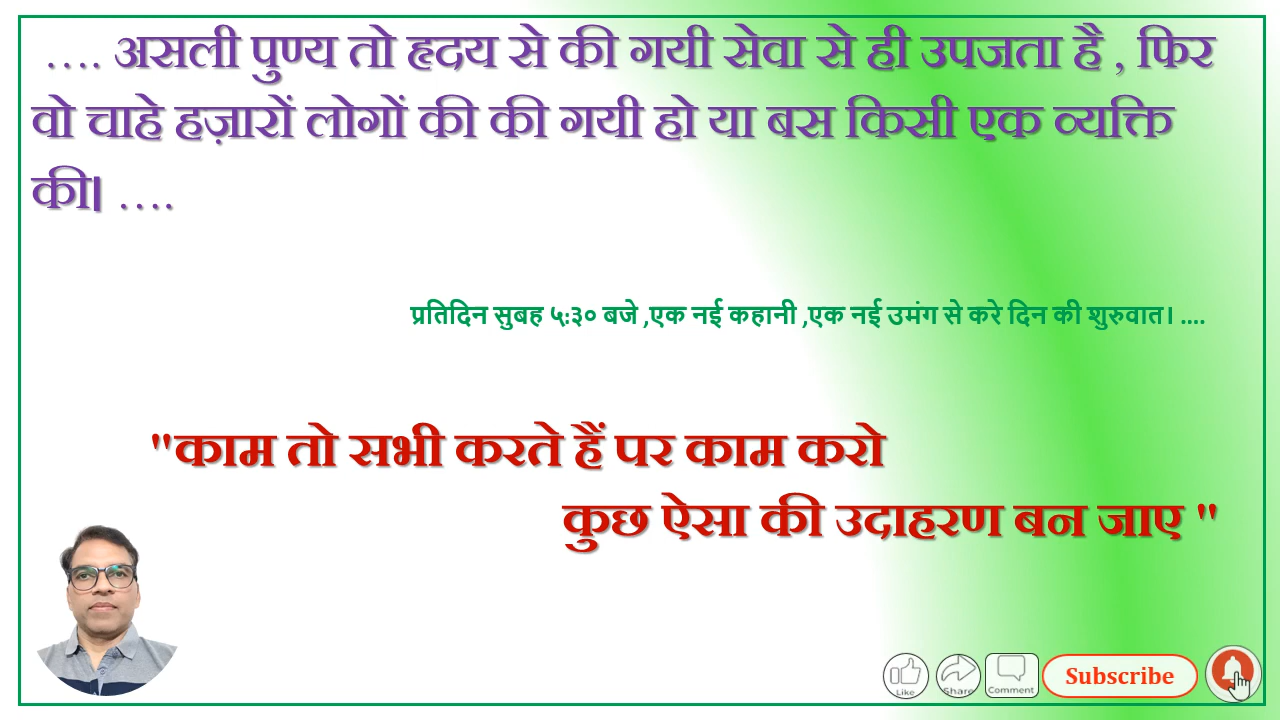 .... असली पुण्य तो हृदय से की गयी सेवा से ही उपजता है , फिर
वो चाहे हज़ारों लोगों की की गयी हो या बस किसी एक व्यक्ति
की। ....
प्रतिदिन सुबह ५:३० बजे ,एक नई कहानी ,एक नई उमंग से करे दिन की शुरुवात। ....
"काम तो सभी करते हैं पर काम करो
कुछ ऐसा की उदाहरण बन जाए "
Like
Share
Comment
Subscribe